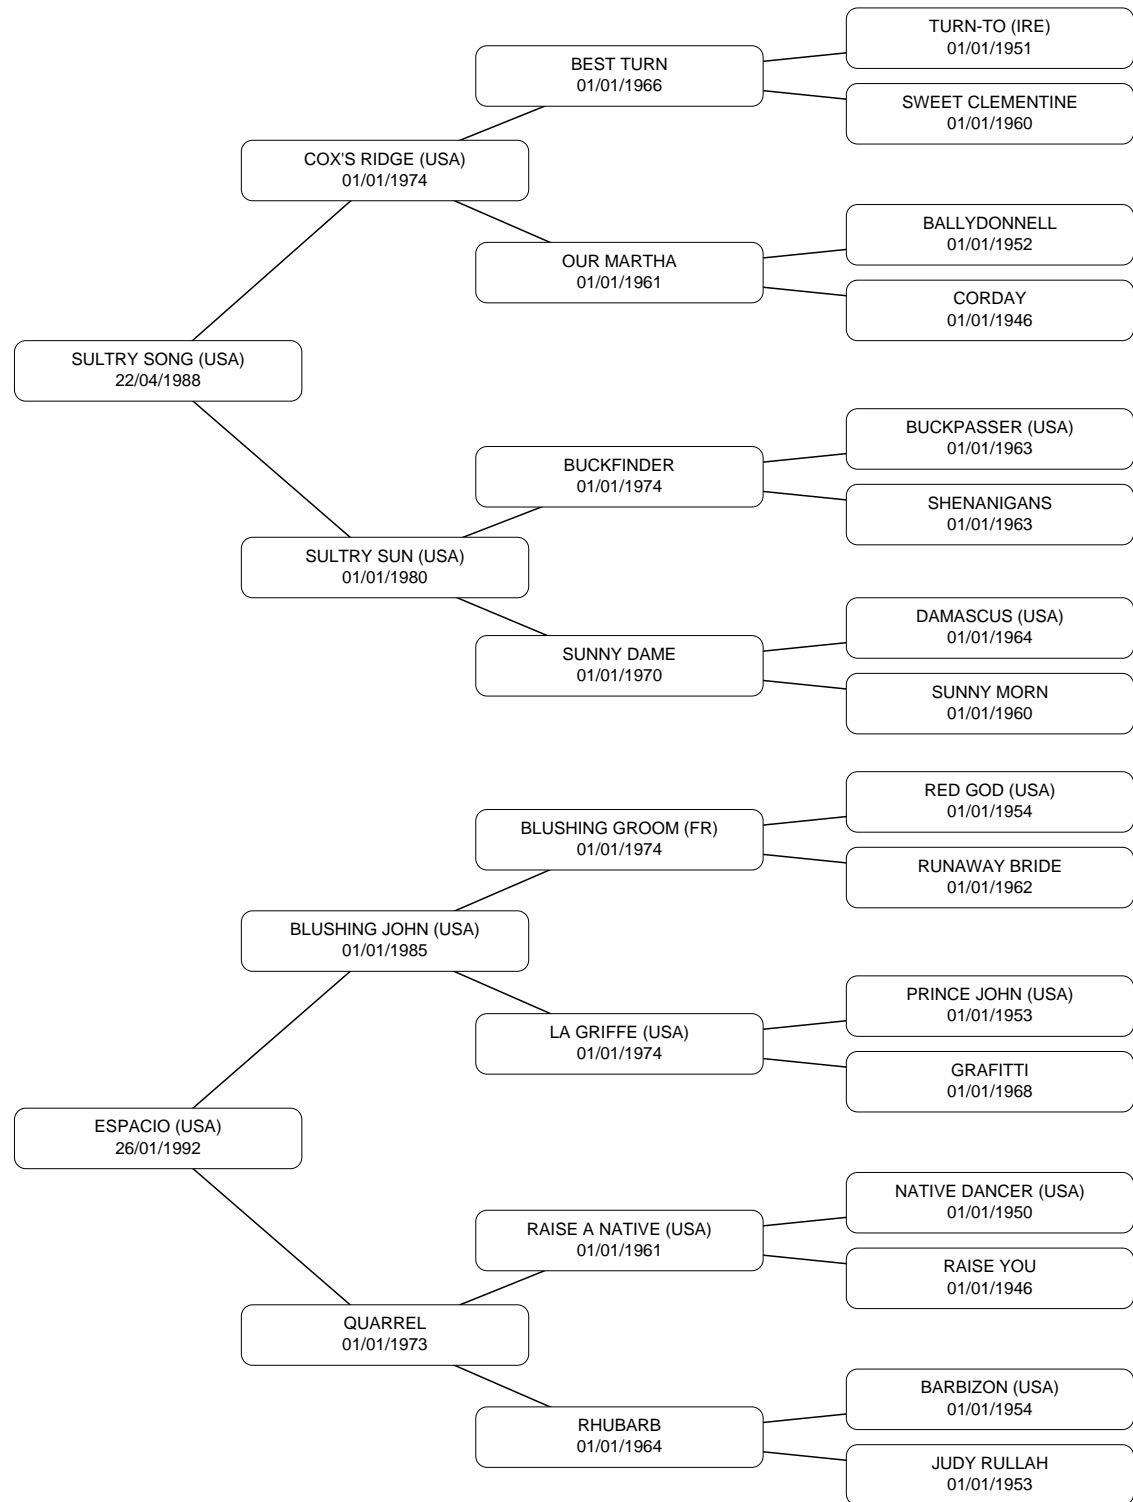 TURN-TO (IRE)
01/01/1951
BEST TURN
01/01/1966
SWEET CLEMENTINE
01/01/1960
COX'S RIDGE (USA)
01/01/1974
BALLYDONNELL
01/01/1952
OUR MARTHA
01/01/1961
CORDAY
01/01/1946
SULTRY SONG (USA)
22/04/1988
BUCKPASSER (USA)
01/01/1963
BUCKFINDER
01/01/1974
SHENANIGANS
01/01/1963
SULTRY SUN (USA)
01/01/1980
DAMASCUS (USA)
01/01/1964
SUNNY DAME
01/01/1970
SUNNY MORN
01/01/1960
RED GOD (USA)
01/01/1954
BLUSHING GROOM (FR)
01/01/1974
RUNAWAY BRIDE
01/01/1962
BLUSHING JOHN (USA)
01/01/1985
PRINCE JOHN (USA)
01/01/1953
LA GRIFFE (USA)
01/01/1974
GRAFITTI
01/01/1968
ESPACIO (USA)
26/01/1992
NATIVE DANCER (USA)
01/01/1950
RAISE A NATIVE (USA)
01/01/1961
RAISE YOU
01/01/1946
QUARREL
01/01/1973
BARBIZON (USA)
01/01/1954
RHUBARB
01/01/1964
JUDY RULLAH
01/01/1953